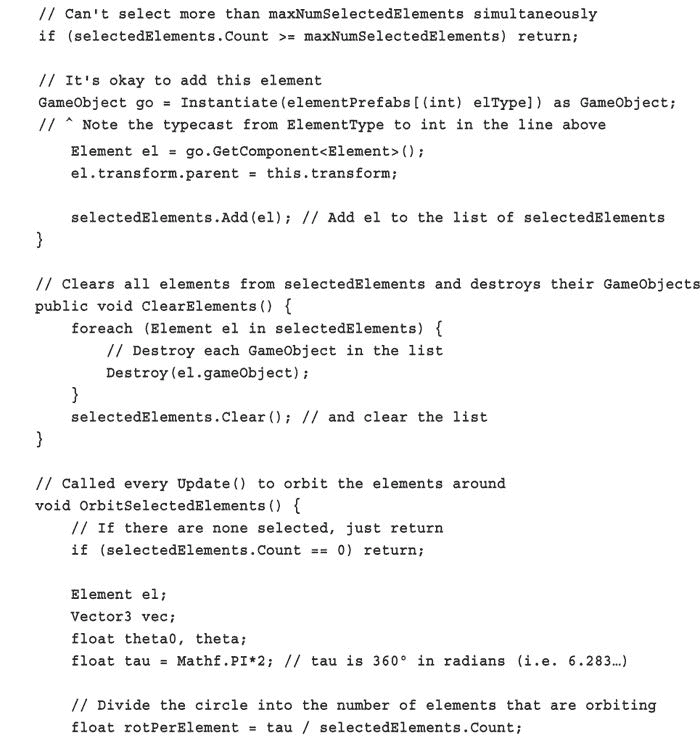 // Can't select more than maxNumSelectedElements simultaneously
if (selectedElements.Count >= maxNumSelectedElements) return;
// It's okay to add this element
GameObject go = Instantiate(elementPrefabs[(int) elType]) as GameObject;
// ^ Note the typecast from ElementType to int in the line above
Element el = go.GetComponent<Element>();
el.transform.parent = this.transform;
selectedElements.Add(el); // Add el to the list of selectedElements
}
// Clears all elements from selectedElements and destroys their GameObjects
public void ClearElements() {
foreach (Element el in selectedElements) {
// Destroy each GameObject in the list
Destroy(el.gameObject);
}
selectedElements.Clear(); // and clear the list
}
// Called every Update() to orbit the elements around
void OrbitSelectedElements() {
// If there are none selected, just return
if (selectedElements.Count == 0) return;
Element el;
Vector3 vec;
float theta0, theta;
float tau = Mathf.PI*2; // tau is 360° in radians (i.e. 6.283…)
// Divide the circle into the number of elements that are orbiting
float rotPerElement = tau / selectedElements.Count;